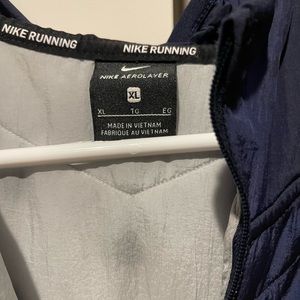 NIKE RUNNING
NIKE RUNNING
NIKE AEROLAYER
XL
XL TG EG
MADE IN VIETNAM
FABRIQUÉ AU VIETNAM